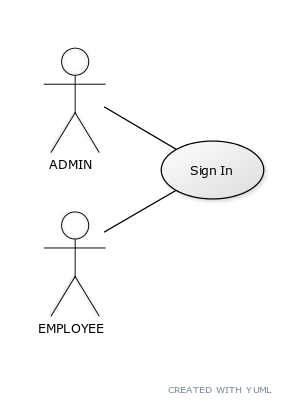 ADMIN
Sign In
EMPLOYEE
CREATED WITH YUML